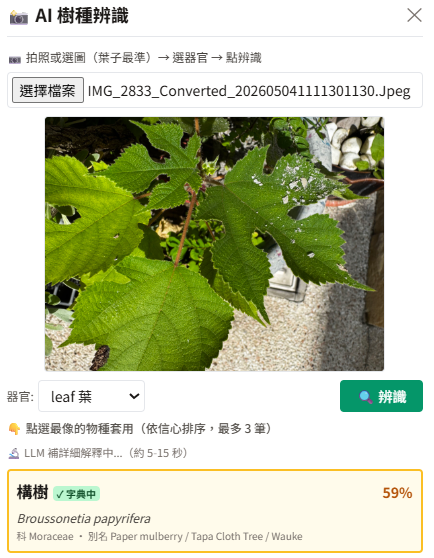 📷 AI 樹種辨識 ×
📷 拍照或選圖（葉子最準）→ 選器官 → 點辨識
選擇檔案 IMG_2833_Converted_202605041111301130.Jpeg
器官: leaf 葉 🔍 辨識
👇 點選最像的物種套用（依信心排序，最多 3 筆）
🔬 LLM 補詳細解釋中...（約 5-15 秒）
構樹 ✓字典中 59%
Broussonetia papyrifera
科 Moraceae · 別名 Paper mulberry / Tapa Cloth Tree / Wauke